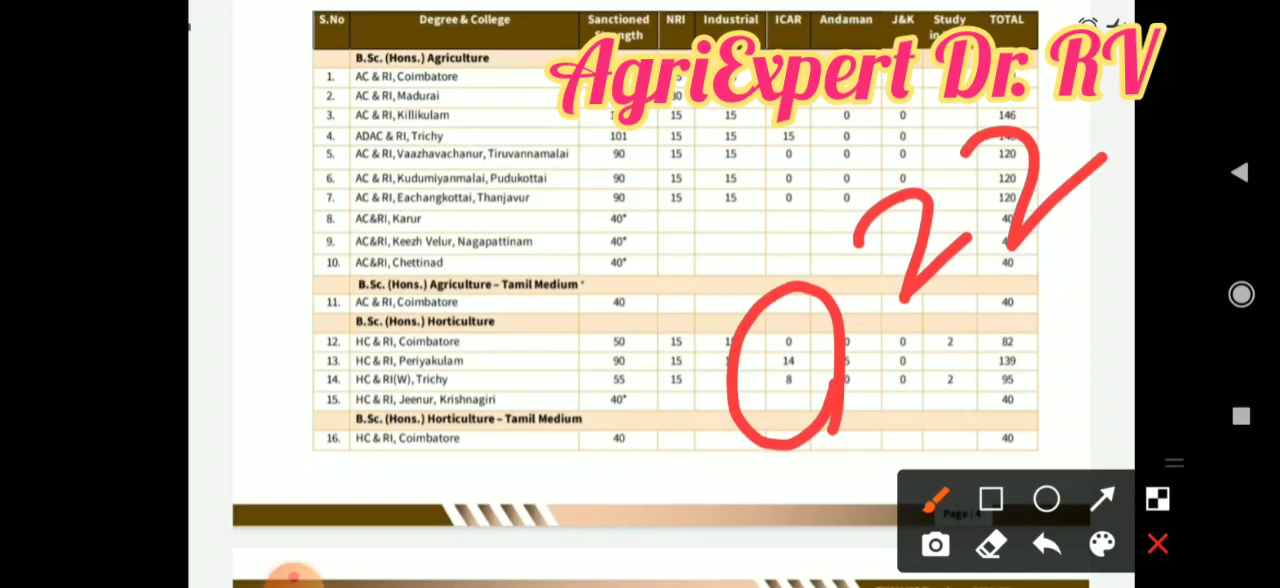 S.No Degree & College Sanctioned Strength NRI Industrial ICAR Andaman J&K Study TOTAL
AgriExpert Dr. RV
B.Sc. (Hons.) Agriculture
1. AC & RI, Coimbatore
2. AC & RI, Madurai
3. AC & RI, Killikulam 15 15 0 0 146
4. ADAC & RI, Trichy 101 15 15 15 0 0
5. AC & RI, Vaazhavachanur, Tiruvannamalai 90 15 15 0 0 0 120
6. AC & RI, Kudumiyanmalai, Pudukottai 90 15 15 0 0 0 120
7. AC & RI, Eachangkottai, Thanjavur 90 15 15 0 0 120
8. AC&RI, Karur 40* 40
9. AC&RI, Keezh Velur, Nagapattinam 40*
10. AC&RI, Chettinad 40* 40
B.Sc. (Hons.) Agriculture – Tamil Medium *
11. AC & RI, Coimbatore 40 40
B.Sc. (Hons.) Horticulture
12. HC & RI, Coimbatore 50 15 0 0 2 82
13. HC & RI, Periyakulam 90 15 14 0 139
14. HC & RI(W), Trichy 55 15 8 0 0 2 95
15. HC & RI, Jeenur, Krishnagiri 40* 40
B.Sc. (Hons.) Horticulture – Tamil Medium
16. HC & RI, Coimbatore 40 40
22
Page | 4